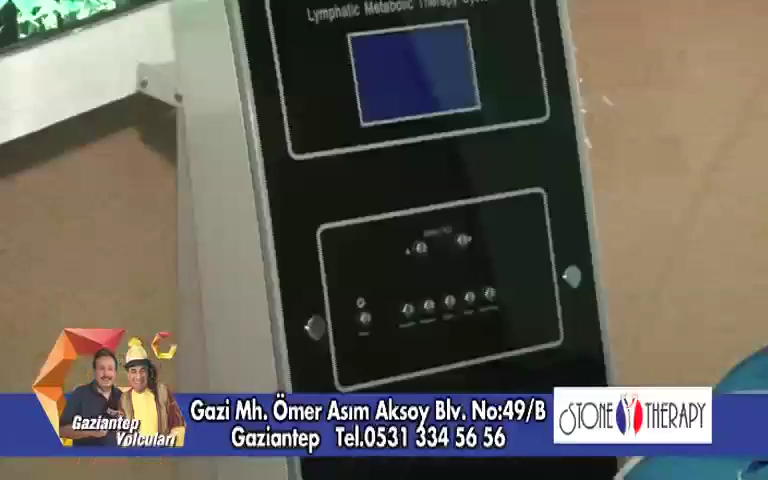 Lymphatic Metabolic Therapy
Gazi Mh. Ömer Asım Aksoy Blv. No:49/B
Gaziantep Tel.0531 334 56 56
STONE THERAPY
Gaziantep
Yolcuları